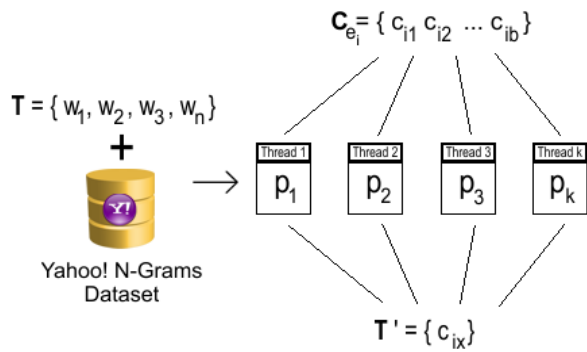 C_{e_i} = { c_{i1} c_{i2} ... c_{ib} }
T = { w_1, w_2, w_3, w_n }
+
Thread 1 Thread 2 Thread 3 Thread k
p_1 p_2 p_3 p_k
Y!
Yahoo! N-Grams
Dataset
T ' = { c_{ix} }